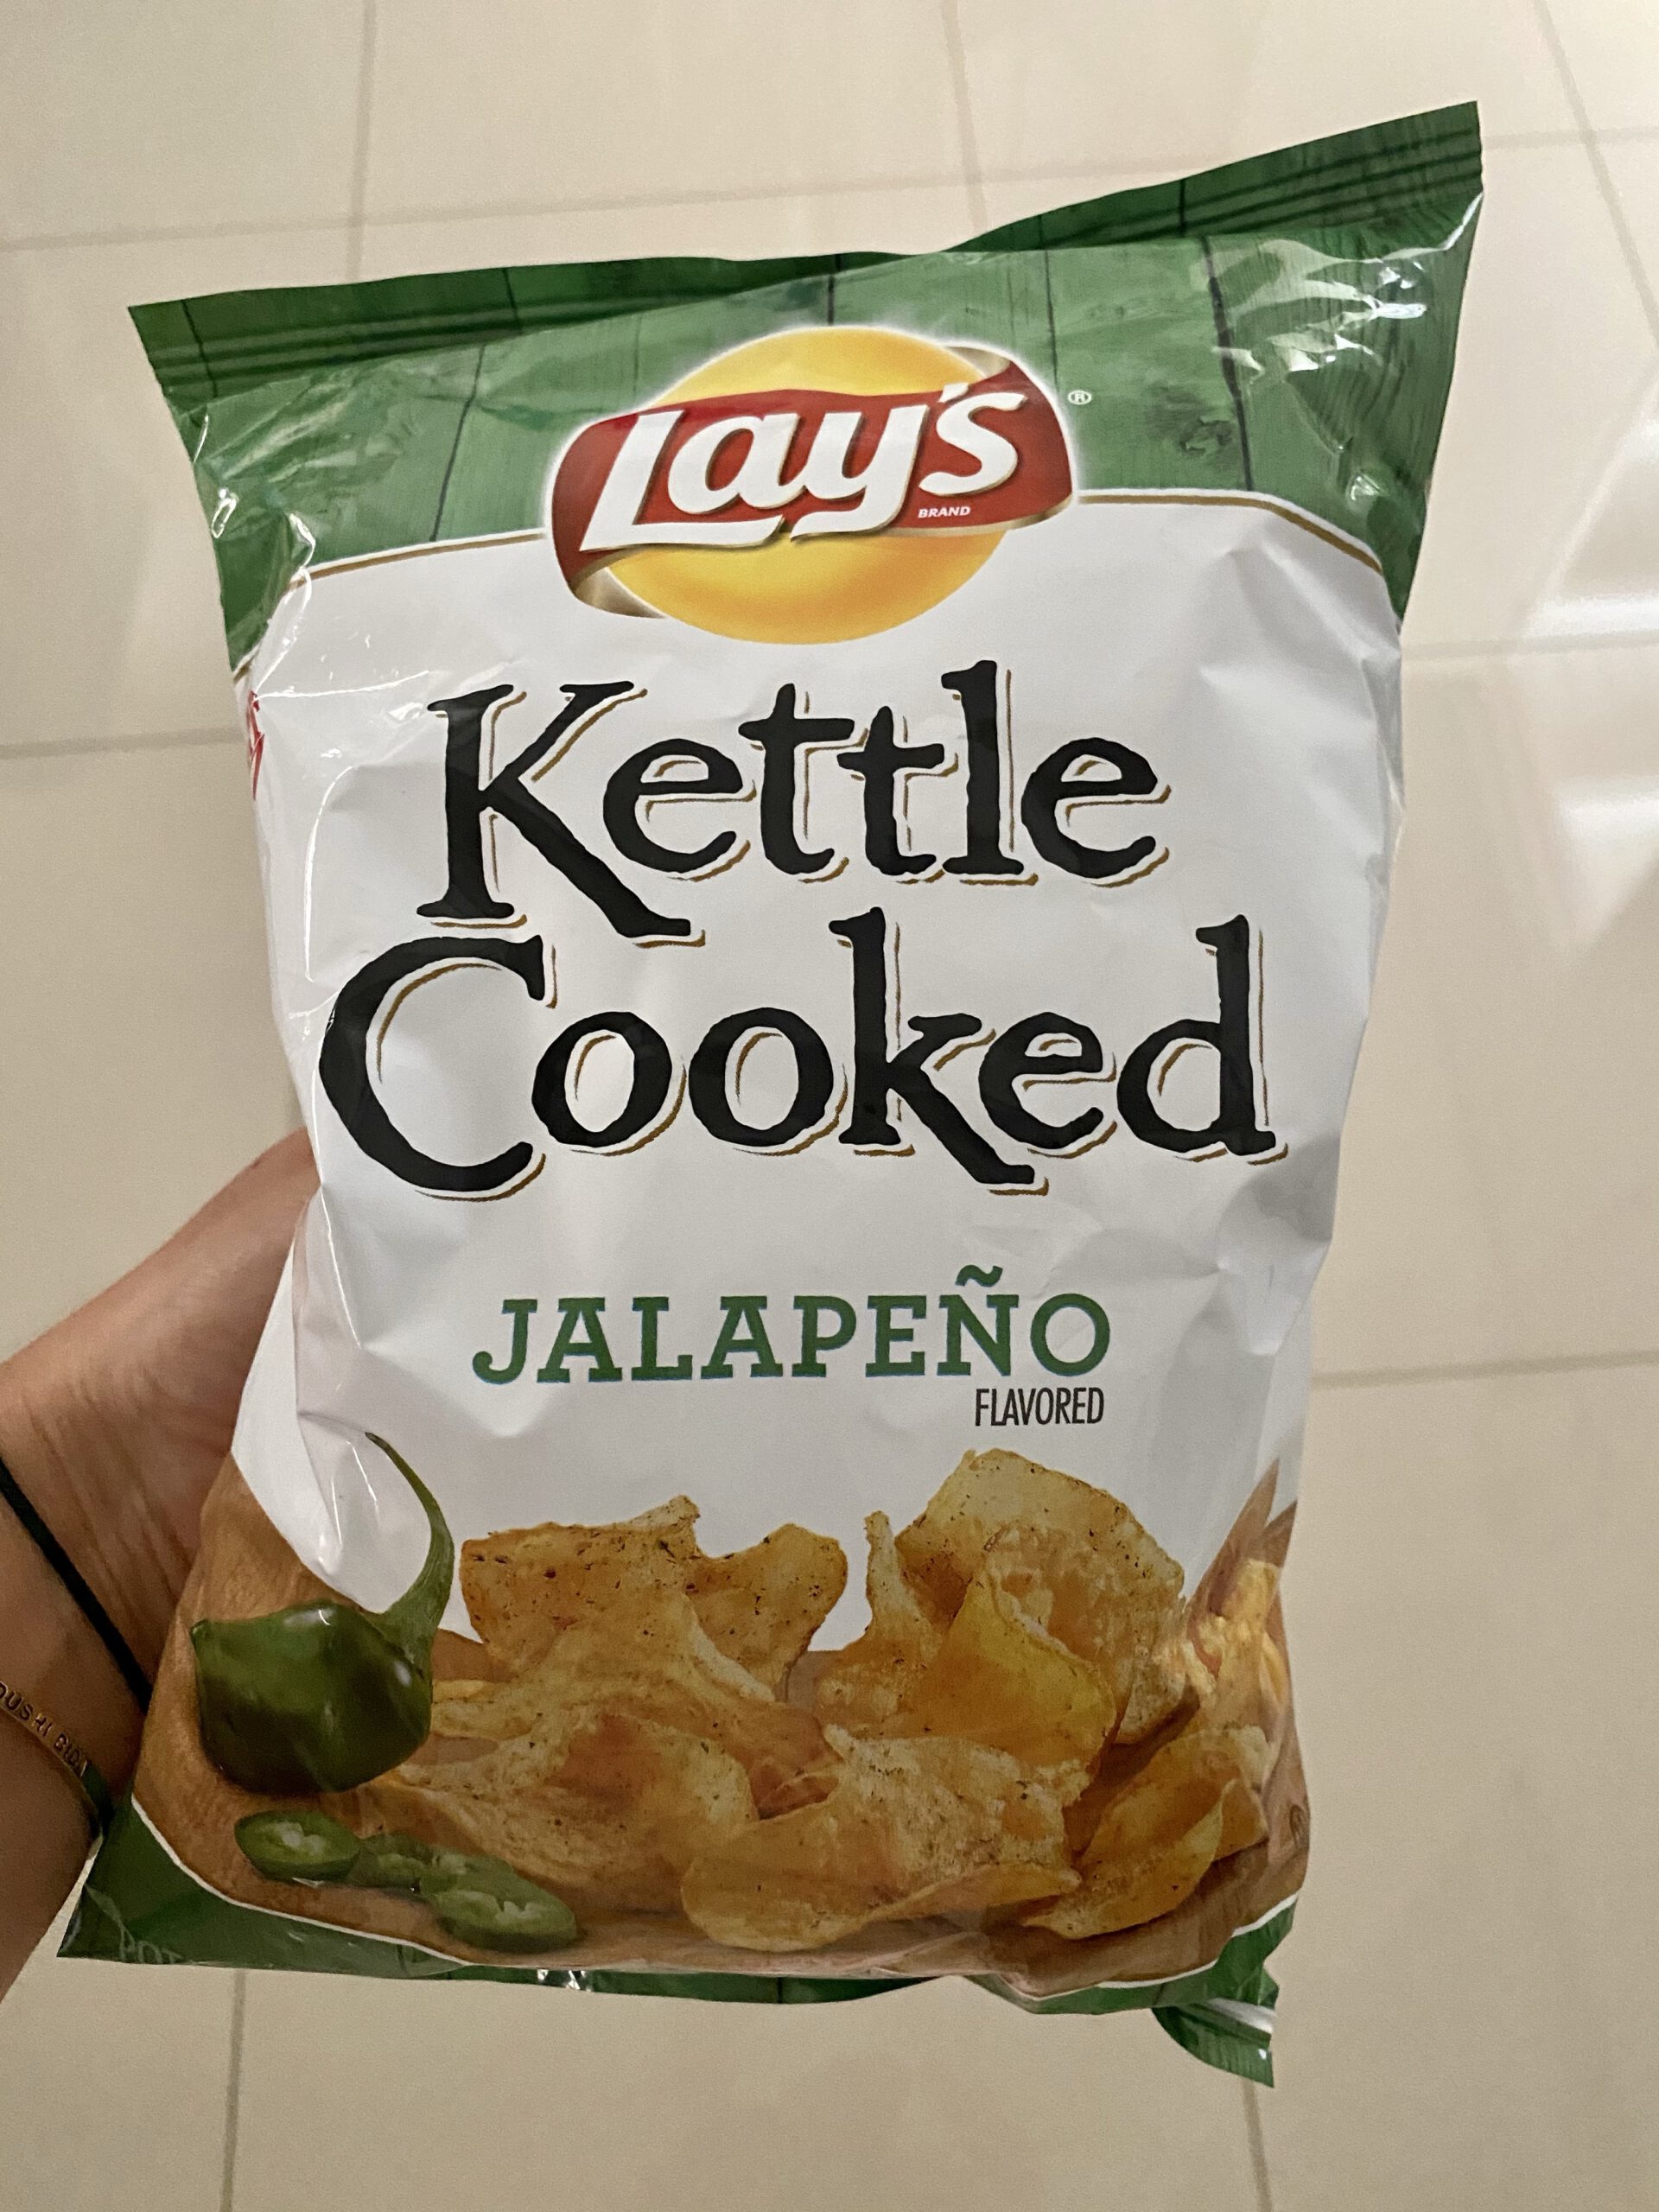 Lay's ®
BRAND
Kettle
Cooked
JALAPEÑO
FLAVORED